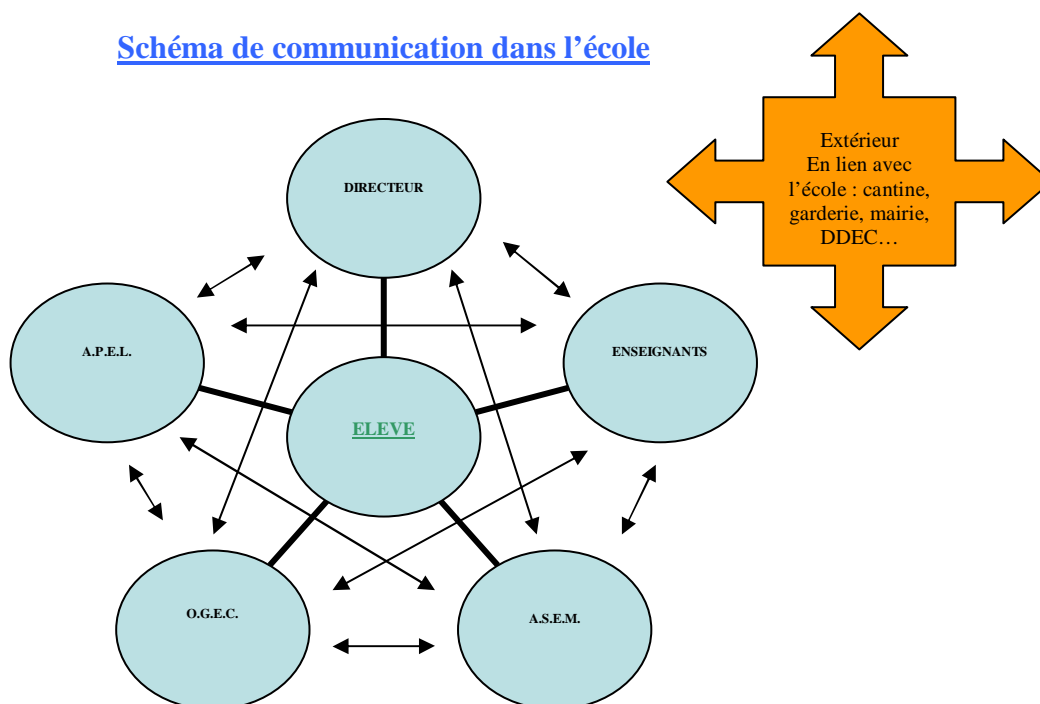 Schéma de communication dans l'école
Extérieur
En lien avec
l'école : cantine,
garderie, mairie,
DDEC…
DIRECTEUR
A.P.E.L.
ENSEIGNANTS
ELEVE
O.G.E.C.
A.S.E.M.